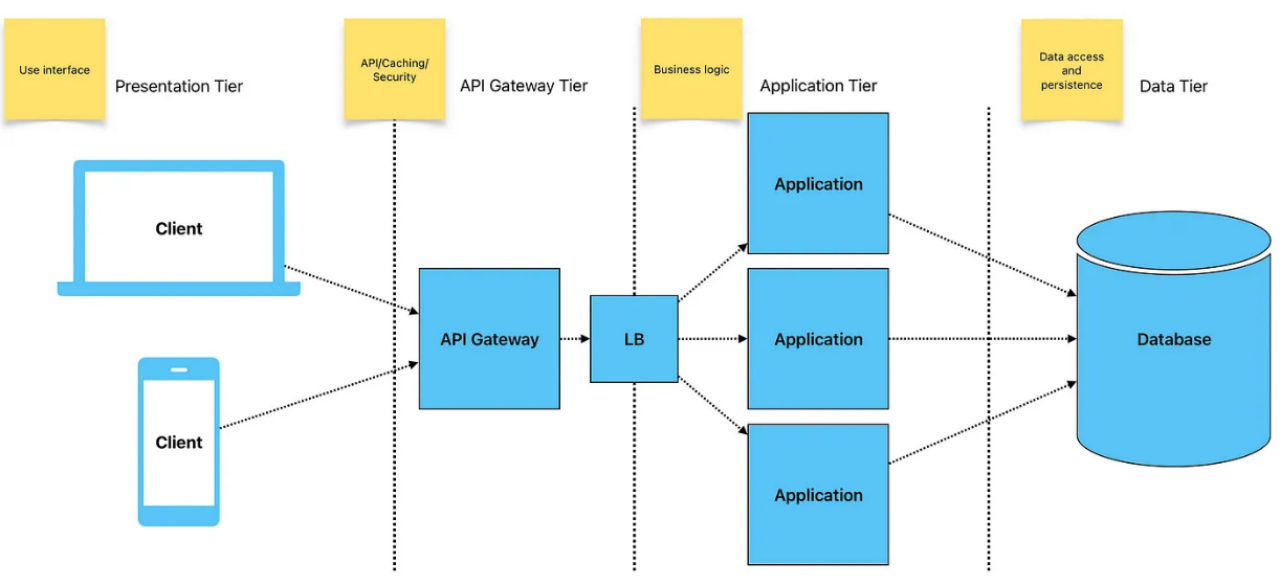 Use interface
Presentation Tier
API/Caching/
Security
API Gateway Tier
Business logic
Application Tier
Data access
and
persistence
Data Tier
Client
Client
API Gateway
LB
Application
Application
Application
Database